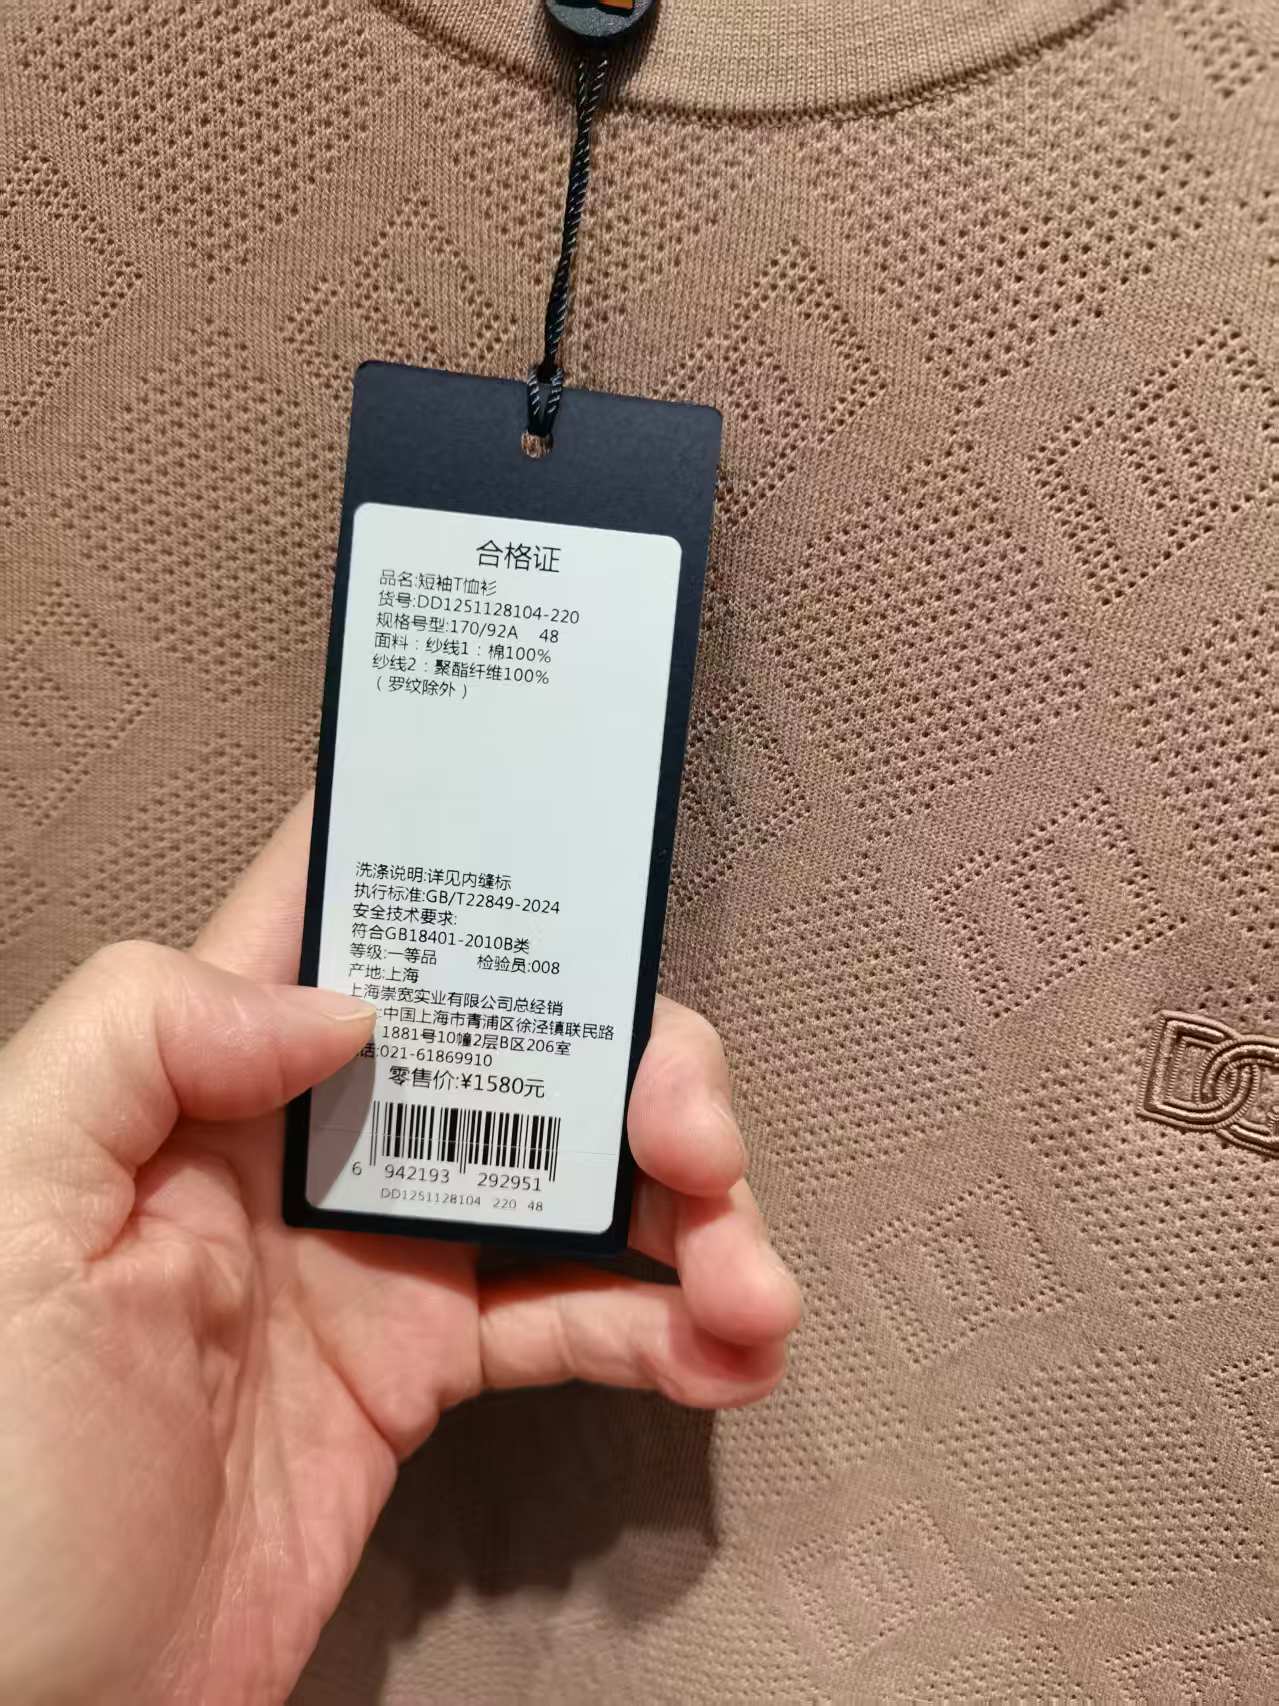 合格证
品名:短袖T恤衫
货号:DD1251128104-220
规格号型:170/92A 48
面料：纱线1：棉100%
纱线2：聚酯纤维100%
（罗纹除外）
洗涤说明:详见内缝标
执行标准:GB/T22849-2024
安全技术要求:
符合GB18401-2010B类
等级:一等品 检验员:008
产地:上海
上海崇宽实业有限公司总经销
:中国上海市青浦区徐泾镇联民路
1881号10幢2层B区206室
话:021-61869910
零售价:¥1580元
6 942193 292951
DD1251128104 220 48
DG